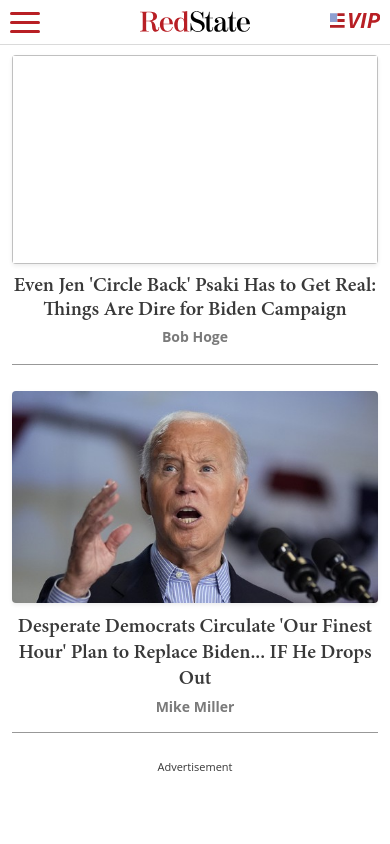 RedState
VIP
Even Jen 'Circle Back' Psaki Has to Get Real:
Things Are Dire for Biden Campaign
Bob Hoge
Desperate Democrats Circulate 'Our Finest
Hour' Plan to Replace Biden... IF He Drops
Out
Mike Miller
Advertisement